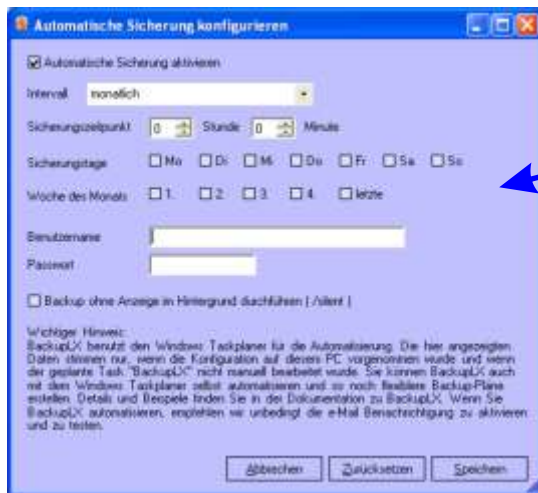 Automatische Sicherung konfigurieren
Automatische Sicherung aktivieren
Intervall monatlich
Sicherungszeitpunkt 0 Stunde 0 Minute
Sicherungstage Mo Di Mi Do Fr Sa So
Woche des Monats 1. 2. 3. 4. letzte
Benutzername
Passwort
Backup ohne Anzeige im Hintergrund durchführen ( /silent )
Wichtiger Hinweis:
BackupLX benutzt den Windows Taskplaner für die Automatisierung. Die hier angezeigten
Daten stimmen nur, wenn die Konfiguration auf diesem PC vorgenommen wurde und wenn
der geplante Task "BackupLX" nicht manuell bearbeitet wurde. Sie können BackupLX auch
mit dem Windows Taskplaner selbst automatisieren und so noch flexiblere Backup-Pläne
erstellen. Details und Beispiele finden Sie in der Dokumentation zu BackupLX. Wenn Sie
BackupLX automatisieren, empfehlen wir unbedingt die e-Mail Benachrichtigung zu aktivieren
und zu testen.
Abbrechen Zurücksetzen Speichern